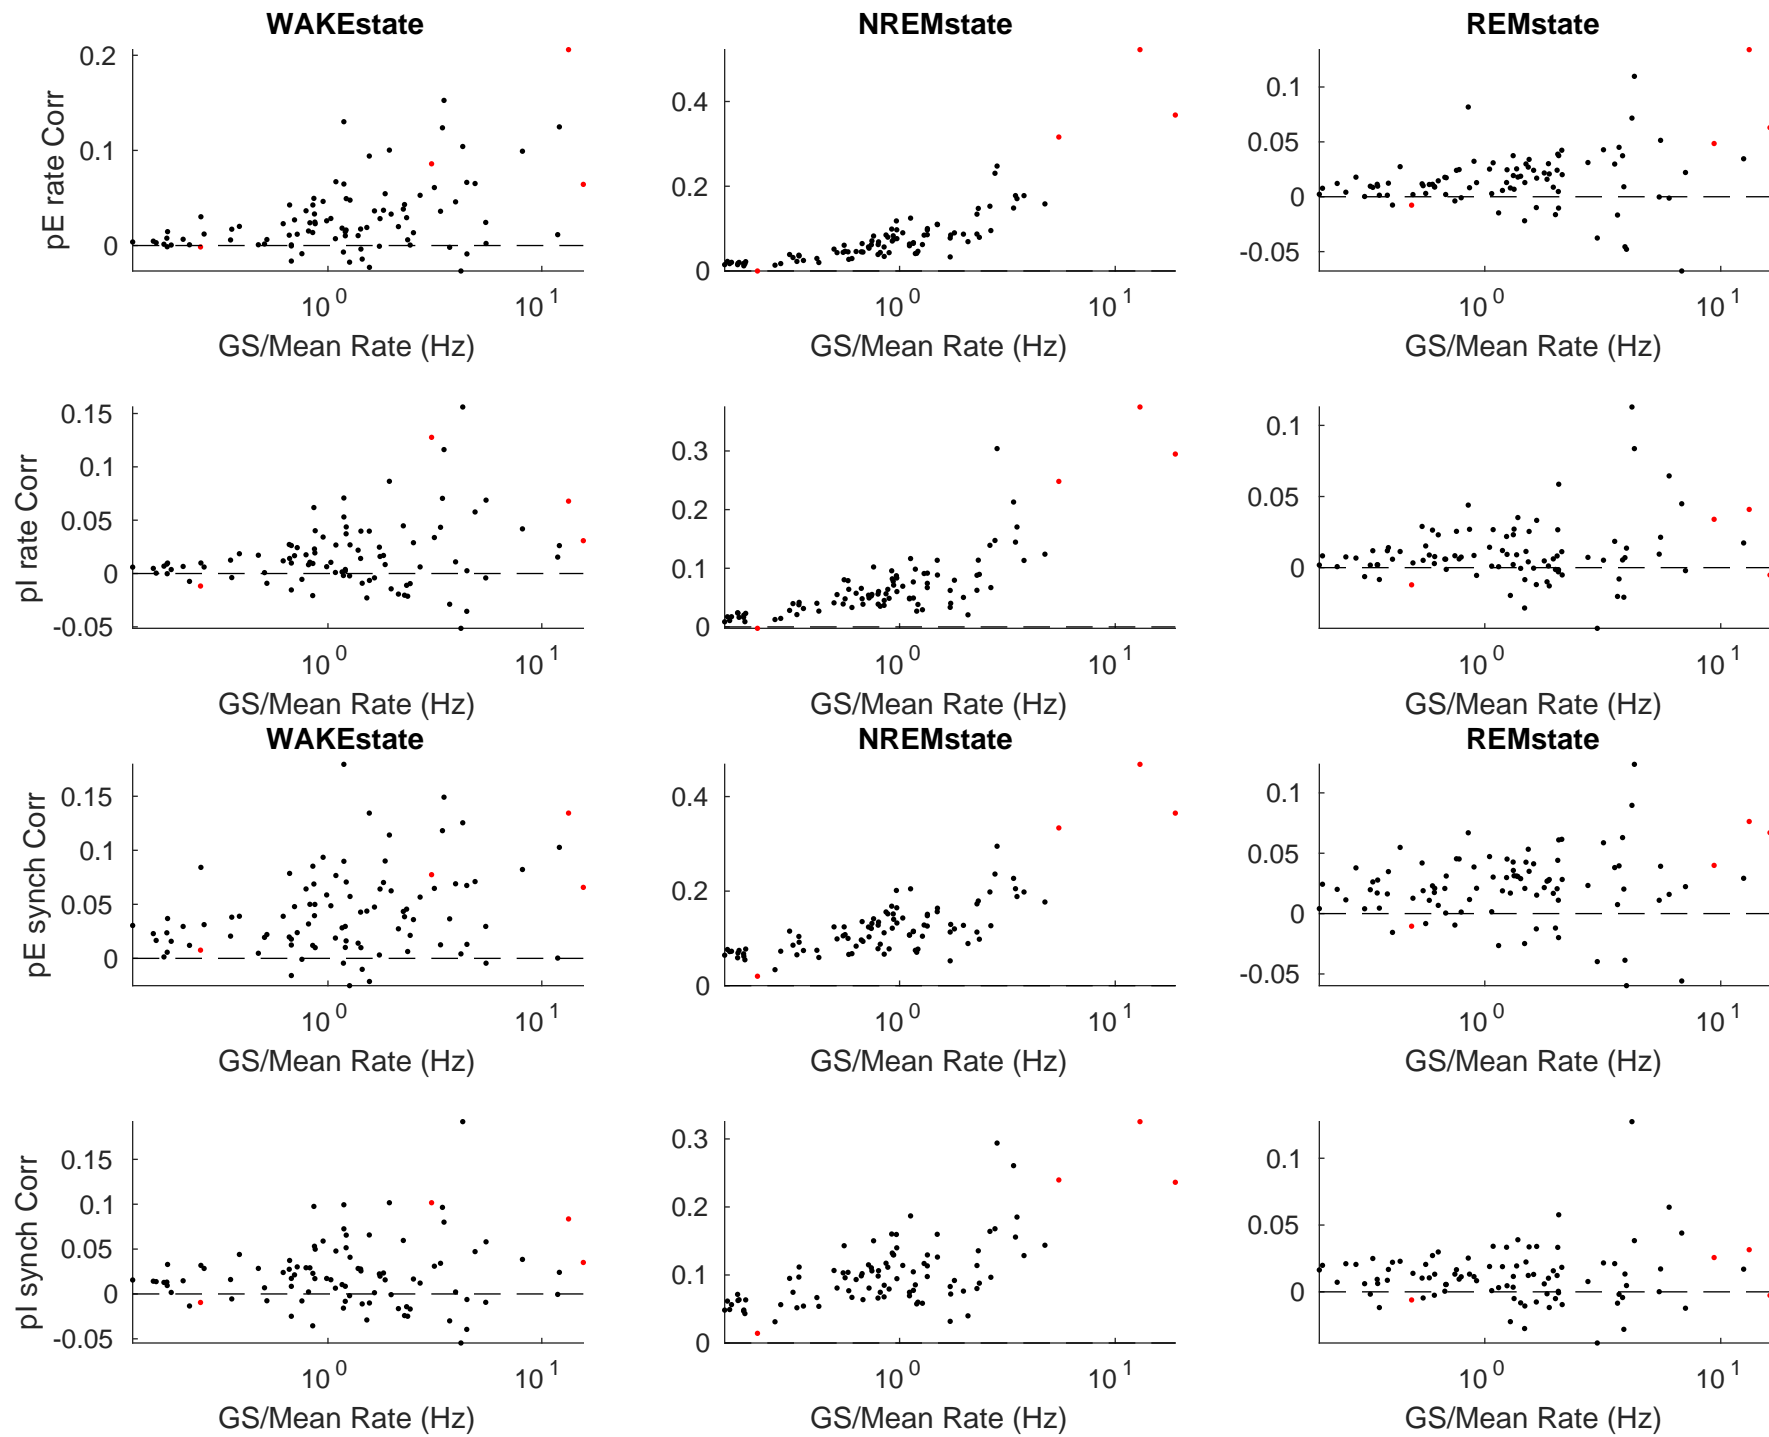 WAKEstate NREMstate REMstate
0.2 0.4 0.1
0.1 0.2 0.05
0 0 0
-0.05
pE rate Corr
10^0 10^1 10^0 10^1 10^0 10^1
GS/Mean Rate (Hz) GS/Mean Rate (Hz) GS/Mean Rate (Hz)
0.15 0.3 0.1
0.1 0.2 0.05
0.05 0.1 0
0 0
-0.05
pI rate Corr
10^0 10^1 10^0 10^1 10^0 10^1
GS/Mean Rate (Hz) GS/Mean Rate (Hz) GS/Mean Rate (Hz)
WAKEstate NREMstate REMstate
0.15 0.4 0.1
0.1 0.2 0.05
0.05 0 0
0 -0.05
pE synch Corr
10^0 10^1 10^0 10^1 10^0 10^1
GS/Mean Rate (Hz) GS/Mean Rate (Hz) GS/Mean Rate (Hz)
0.15 0.3 0.1
0.1 0.2 0.05
0.05 0.1 0
0 0
-0.05
pI synch Corr
10^0 10^1 10^0 10^1 10^0 10^1
GS/Mean Rate (Hz) GS/Mean Rate (Hz) GS/Mean Rate (Hz)